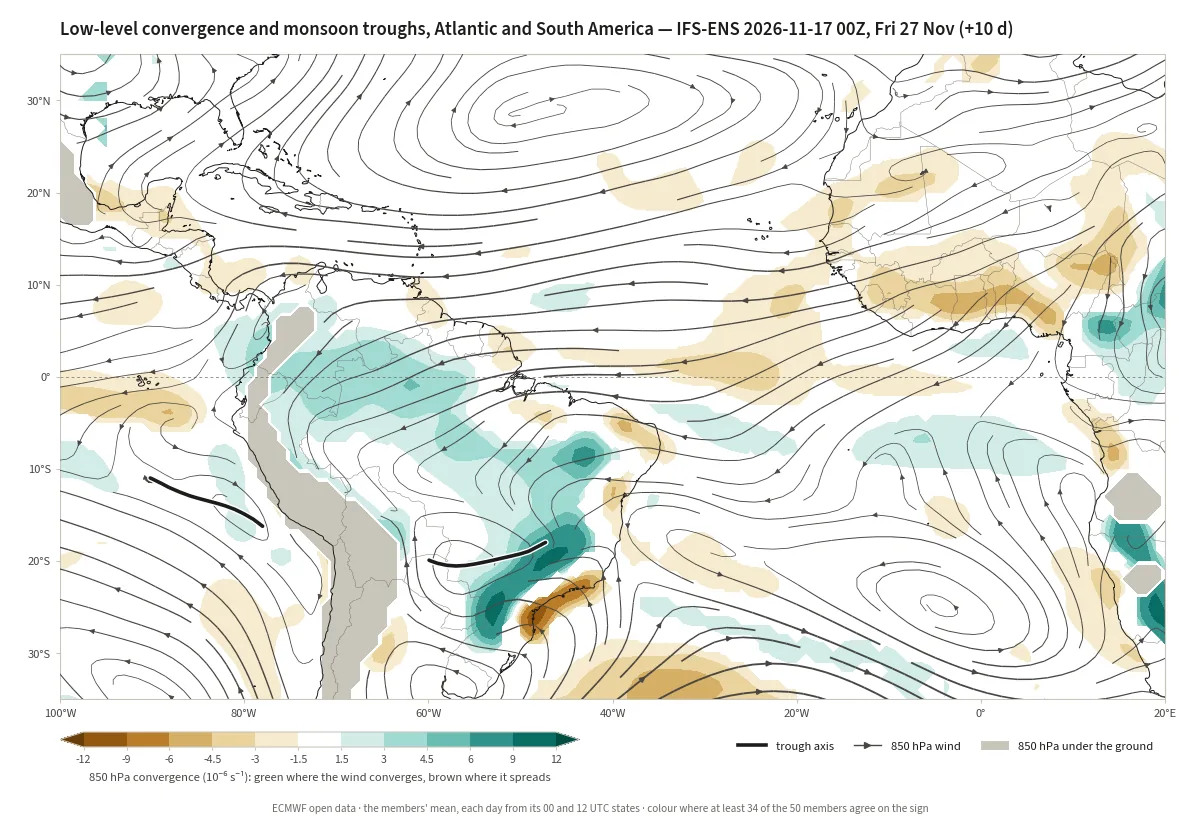 Low-level convergence and monsoon troughs, Atlantic and South America — IFS-ENS 2026-11-17 00Z, Fri 27 Nov (+10 d)
30°N
20°N
10°N
0°
10°S
20°S
30°S
100°W 80°W 60°W 40°W 20°W 0° 20°E
-12 -9 -6 -4.5 -3 -1.5 1.5 3 4.5 6 9 12
850 hPa convergence (10⁻⁶ s⁻¹): green where the wind converges, brown where it spreads
trough axis 850 hPa wind 850 hPa under the ground
ECMWF open data · the members' mean, each day from its 00 and 12 UTC states · colour where at least 34 of the 50 members agree on the sign